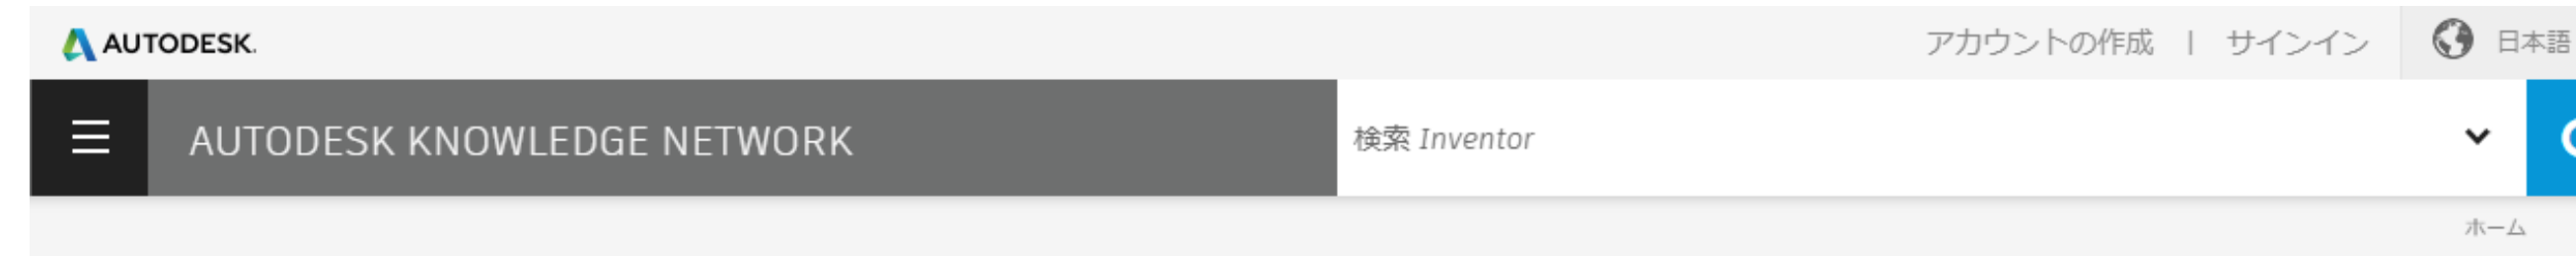 AUTODESK.
アカウントの作成 | サインイン 日本語
AUTODESK KNOWLEDGE NETWORK
検索 Inventor
ホーム